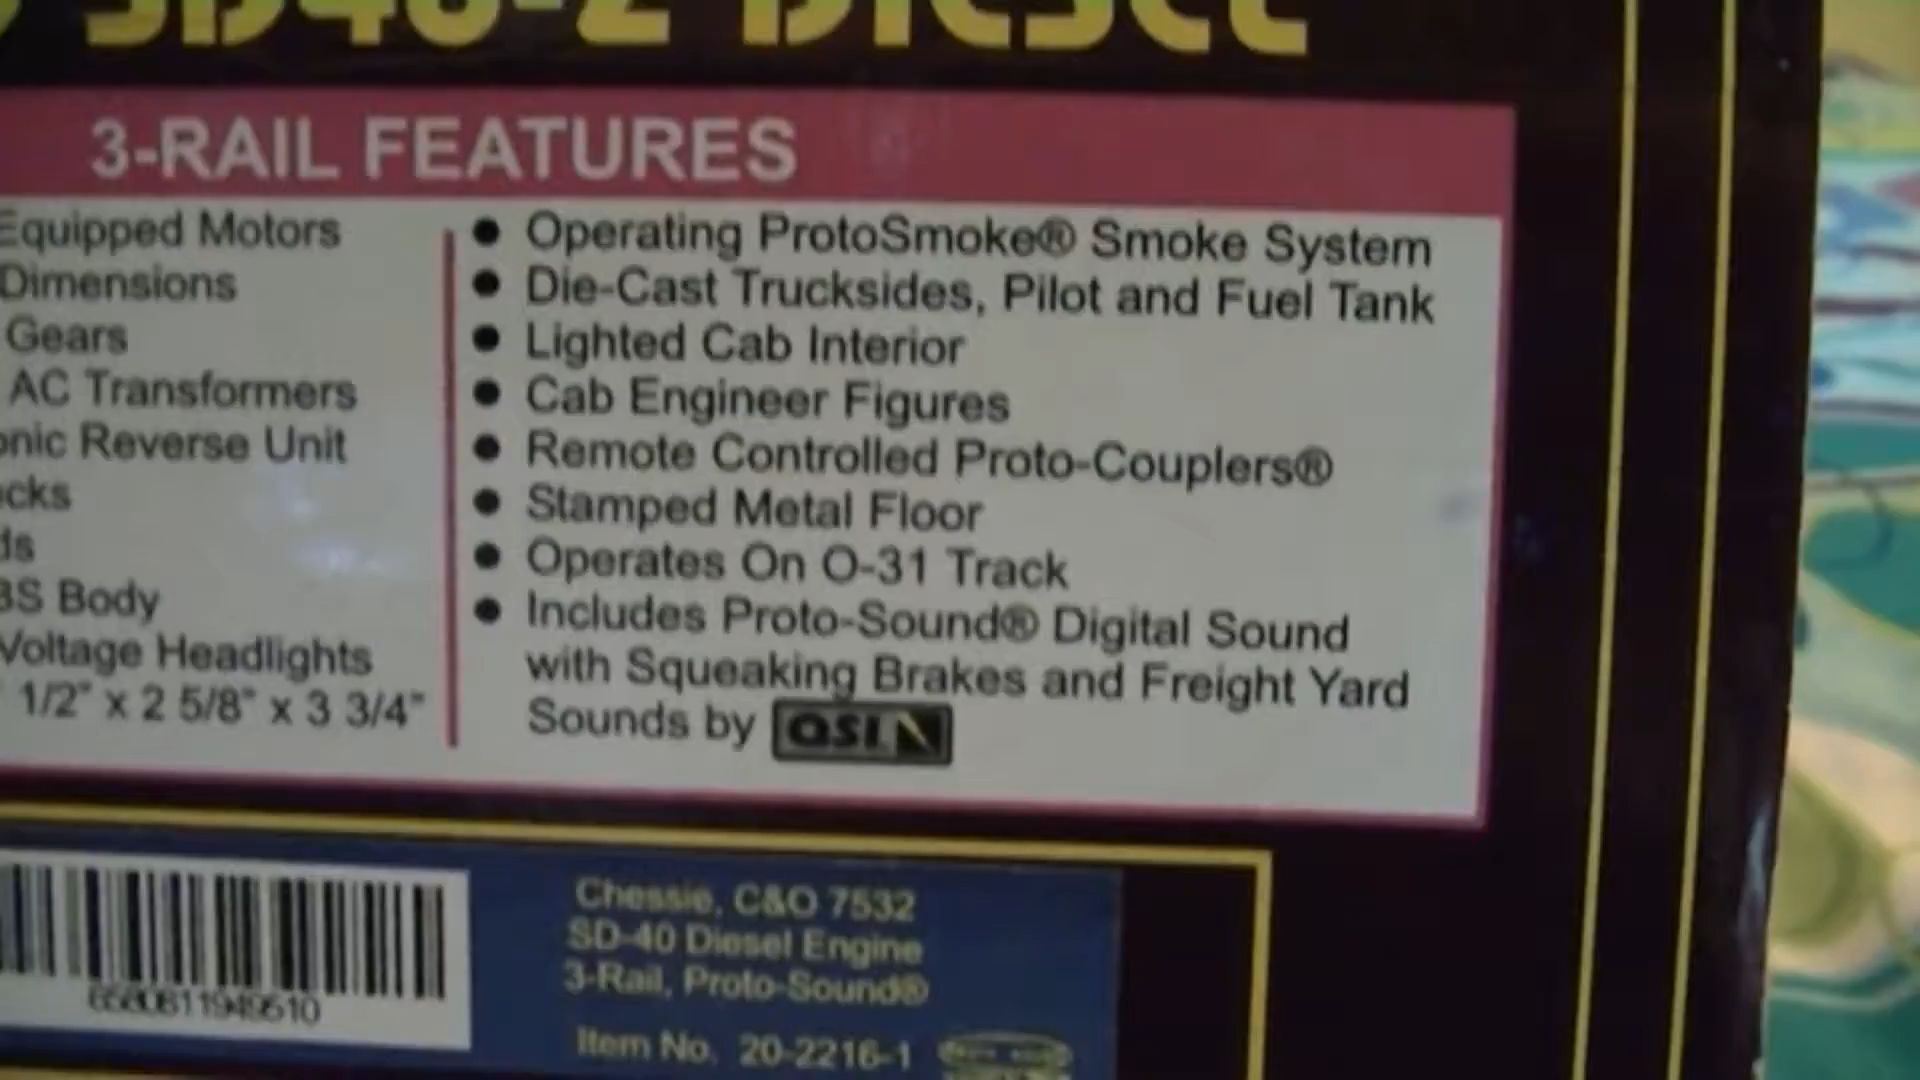 SD40-2 DIESEL
3-RAIL FEATURES
Equipped Motors
Dimensions
Gears
AC Transformers
onic Reverse Unit
cks
ds
BS Body
Voltage Headlights
1/2" x 2 5/8" x 3 3/4"
● Operating ProtoSmoke® Smoke System
● Die-Cast Trucksides, Pilot and Fuel Tank
● Lighted Cab Interior
● Cab Engineer Figures
● Remote Controlled Proto-Couplers®
● Stamped Metal Floor
● Operates On O-31 Track
● Includes Proto-Sound® Digital Sound
with Squeaking Brakes and Freight Yard
Sounds by QSI
Chessie, C&O 7532
SD-40 Diesel Engine
3-Rail, Proto-Sound®
Item No. 20-2216-1